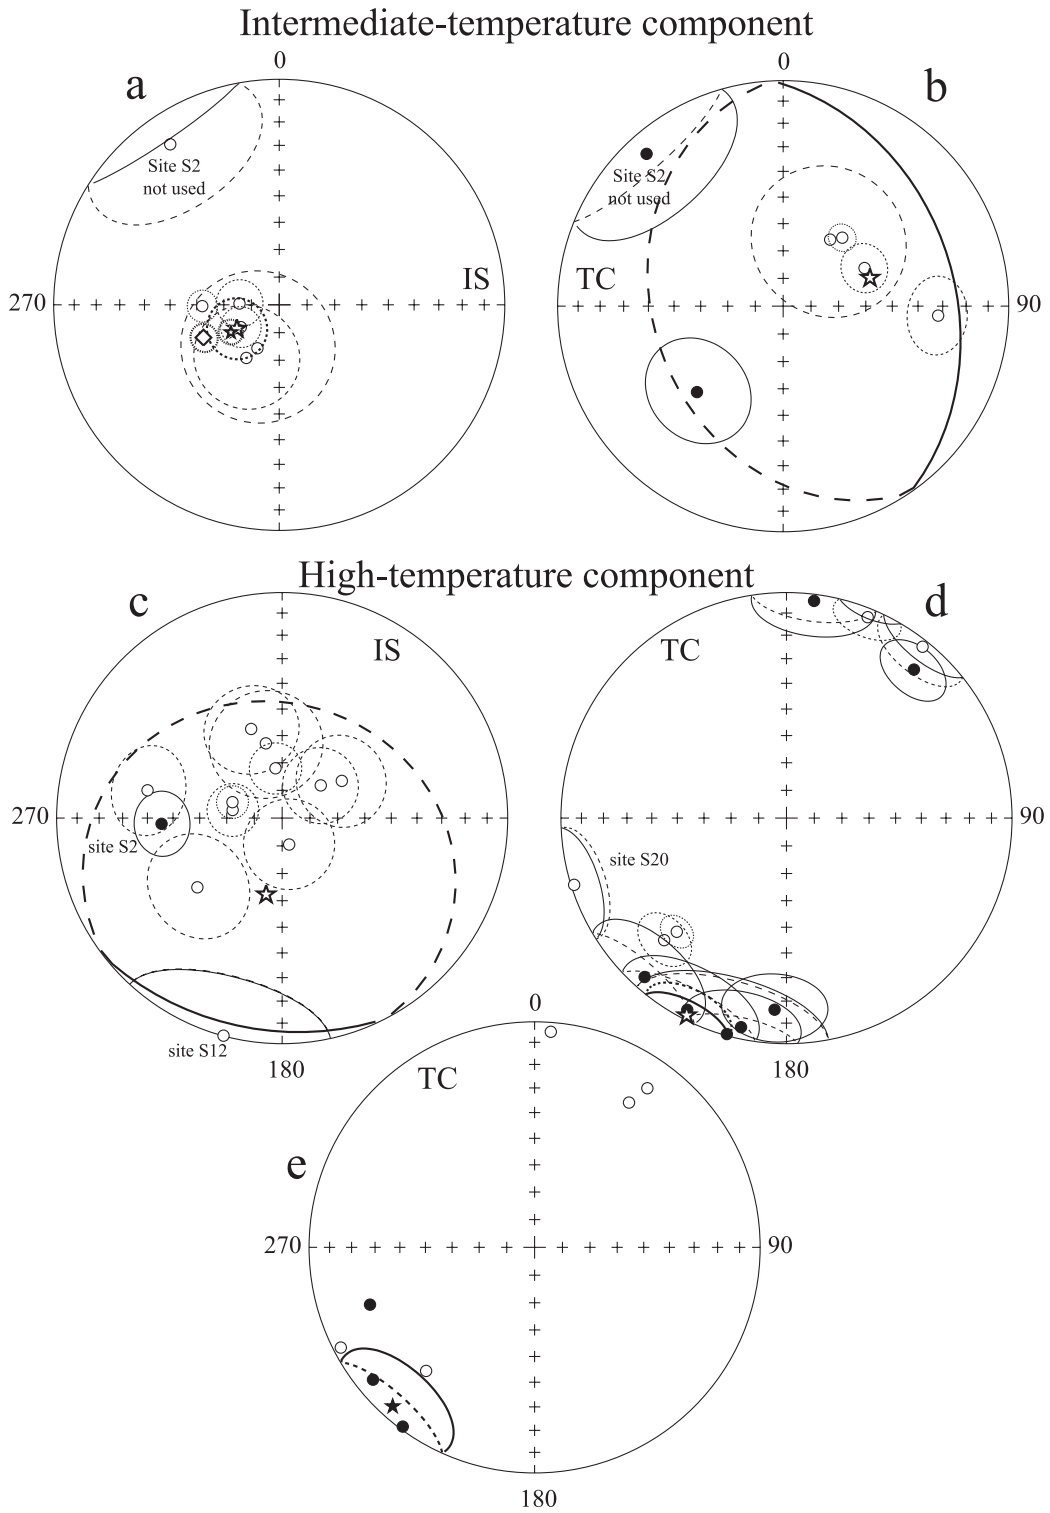 Intermediate-temperature component
a
0
0
b
Site S2
not used
Site S2
not used
IS
TC
270
90
High-temperature component
c
IS
TC
d
270
90
site S2
site S20
site S12
180
0
180
TC
e
270
90
180